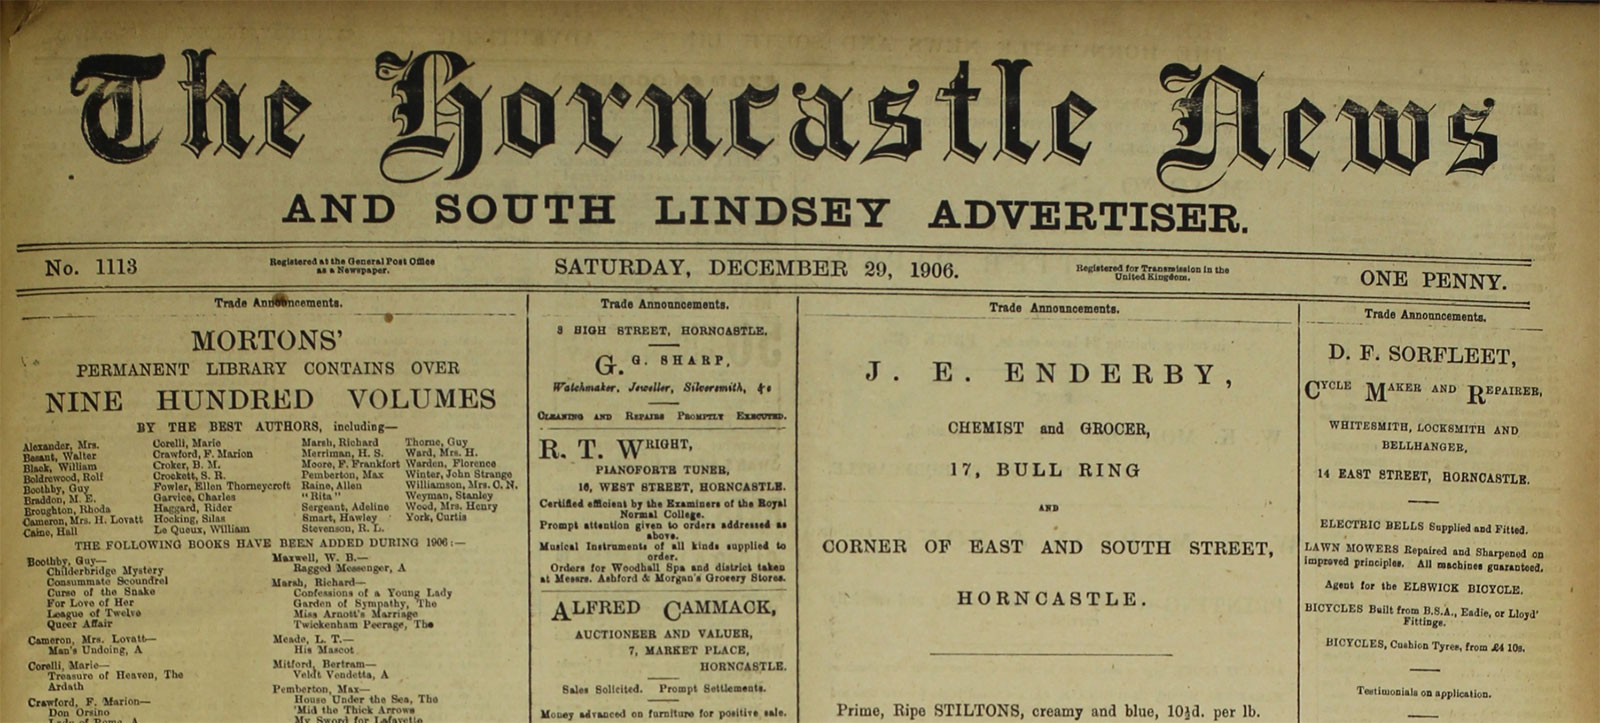 The Horncastle News
AND SOUTH LINDSEY ADVERTISER.
No. 1113
Registered at the General Post Office
as a Newspaper.
SATURDAY, DECEMBER 29, 1906.
Registered for Transmission in the
United Kingdom.
ONE PENNY.
Trade Announcements.
MORTONS'
PERMANENT LIBRARY CONTAINS OVER
NINE HUNDRED VOLUMES
BY THE BEST AUTHORS, including—
Alexander, Mrs.
Besant, Walter
Black, William
Boldrewood, Rolf
Boothby, Guy
Braddon, M. E.
Broughton, Rhoda
Cameron, Mrs. H. Lovatt
Caine, Hall
Corelli, Marie
Crawford, F. Marion
Croker, B. M.
Crockett, S. R.
Fowler, Ellen Thorneycroft
Garvice, Charles
Haggard, Rider
Hocking, Silas
Le Queux, William
Marsh, Richard
Merriman, H. S.
Moore, F. Frankfort
Pemberton, Max
Raine, Allen
"Rita"
Sergeant, Adeline
Smart, Hawley
Stevenson, R. L.
Thorne, Guy
Ward, Mrs. H.
Warden, Florence
Winter, John Strange
Williamson, Mrs. C. N.
Weyman, Stanley
Wood, Mrs. Henry
York, Curtis
THE FOLLOWING BOOKS HAVE BEEN ADDED DURING 1906:—
Boothby, Guy—
Childerbridge Mystery
Consummate Scoundrel
Curse of the Snake
For Love of Her
League of Twelve
Queer Affair
Cameron, Mrs. Lovatt—
Man's Undoing, A
Corelli, Marie—
Treasure of Heaven, The
Ardath
Crawford, F. Marion—
Don Orsino
Lady of Rome, A
Maxwell, W. B.—
Ragged Messenger, A
Marsh, Richard—
Confessions of a Young Lady
Garden of Sympathy, The
Miss Arnott's Marriage
Twickenham Peerage, The
Meade, L. T.—
His Mascot
Mitford, Bertram—
Veldt Vendetta, A
Pemberton, Max—
House Under the Sea, The
'Mid the Thick Arrows
My Sword for Lafayette
Trade Announcements.
3 HIGH STREET, HORNCASTLE.
G. G. SHARP,
Watchmaker, Jeweller, Silversmith, &c
CLEANING AND REPAIRS PROMPTLY EXECUTED.
R. T. WRIGHT,
PIANOFORTE TUNER,
16, WEST STREET, HORNCASTLE.
Certified efficient by the Examiners of the Royal
Normal College.
Prompt attention given to orders addressed as
above.
Musical Instruments of all kinds supplied to
order.
Orders for Woodhall Spa and district taken
at Messrs. Ashford & Morgan's Grocery Stores.
ALFRED CAMMACK,
AUCTIONEER AND VALUER,
7, MARKET PLACE,
HORNCASTLE.
Sales Solicited. Prompt Settlements.
Money advanced on furniture for positive sale.
Trade Announcements.
J. E. ENDERBY,
CHEMIST and GROCER,
17, BULL RING
AND
CORNER OF EAST AND SOUTH STREET,
HORNCASTLE.
Prime, Ripe STILTONS, creamy and blue, 10½d. per lb.
Trade Announcements.
D. F. SORFLEET,
CYCLE MAKER AND REPAIRER,
WHITESMITH, LOCKSMITH AND
BELLHANGER,
14 EAST STREET, HORNCASTLE.
ELECTRIC BELLS Supplied and Fitted.
LAWN MOWERS Repaired and Sharpened on
improved principles. All machines guaranteed.
Agent for the ELSWICK BICYCLE.
BICYCLES Built from B.S.A., Eadie, or Lloyd'
Fittings.
BICYCLES, Cushion Tyres, from £4 10s.
Testimonials on application.